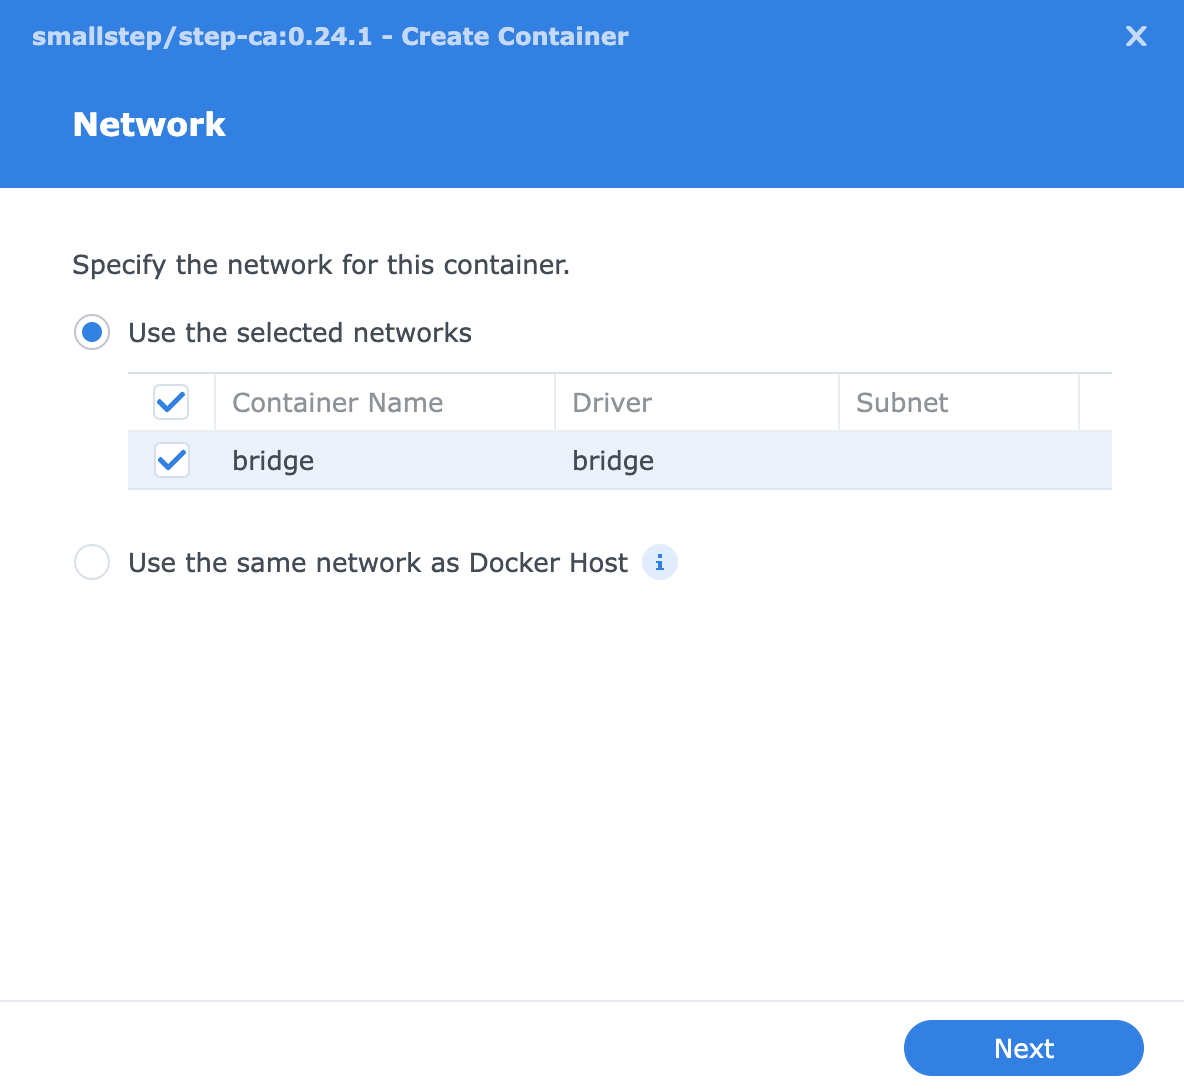 smallstep/step-ca:0.24.1 - Create Container
Network
Specify the network for this container.
Use the selected networks
Container Name Driver Subnet
bridge bridge
Use the same network as Docker Host
Next